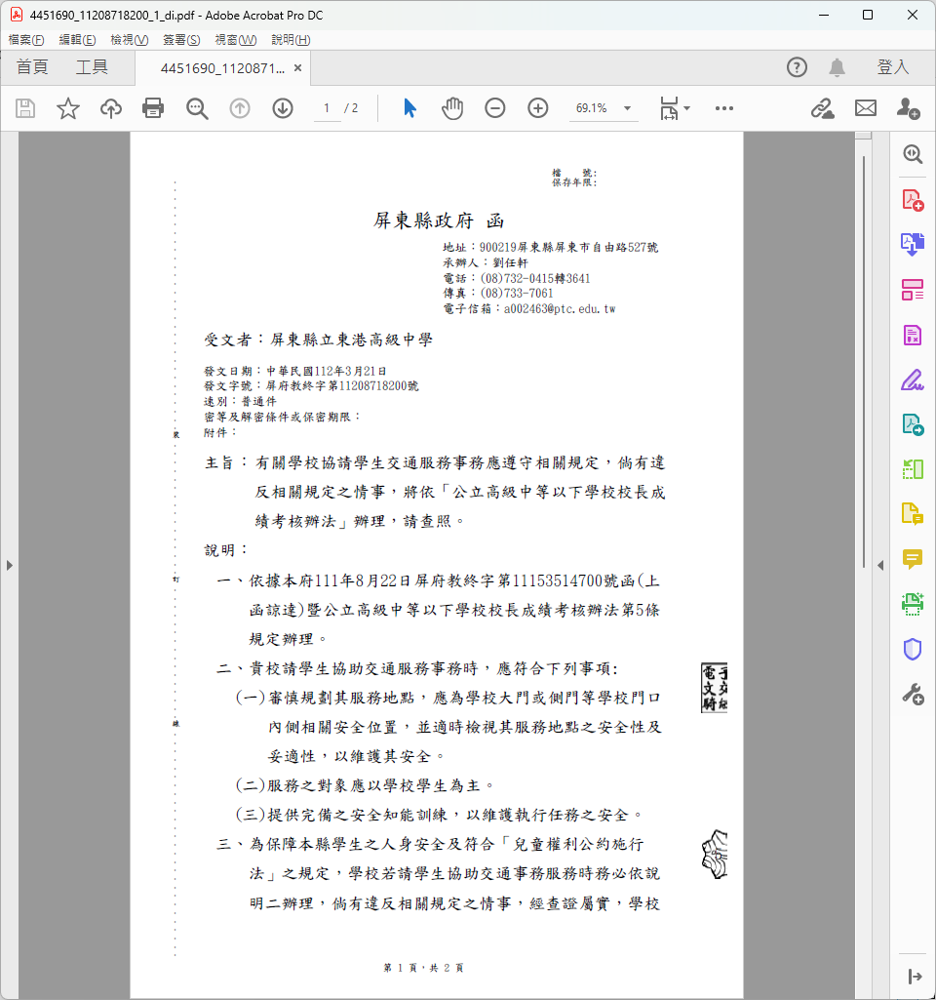 4451690_11208718200_1_di.pdf - Adobe Acrobat Pro DC
檔案(F) 編輯(E) 檢視(V) 簽署(S) 視窗(W) 說明(H)
首頁 工具 4451690_1120871... × 登入
1 / 2 69.1%
檔　　號:
保存年限:
屏東縣政府 函
地址：900219屏東縣屏東市自由路527號
承辦人：劉任軒
電話：(08)732-0415轉3641
傳真：(08)733-7061
電子信箱：a002463@ptc.edu.tw
受文者：屏東縣立東港高級中學
發文日期：中華民國112年3月21日
發文字號：屏府教終字第11208718200號
速別：普通件
密等及解密條件或保密期限：
附件：
裝
主旨：有關學校協請學生交通服務事務應遵守相關規定，倘有違
反相關規定之情事，將依「公立高級中等以下學校校長成
績考核辦法」辦理，請查照。
說明：
一、依據本府111年8月22日屏府教終字第11153514700號函(上
訂
函諒達)暨公立高級中等以下學校校長成績考核辦法第5條
規定辦理。
二、貴校請學生協助交通服務事務時，應符合下列事項:
(一)審慎規劃其服務地點，應為學校大門或側門等學校門口
線
內側相關安全位置，並適時檢視其服務地點之安全性及
妥適性，以維護其安全。
(二)服務之對象應以學校學生為主。
(三)提供完備之安全知能訓練，以維護執行任務之安全。
三、為保障本縣學生之人身安全及符合「兒童權利公約施行
法」之規定，學校若請學生協助交通事務服務時務必依說
明二辦理，倘有違反相關規定之情事，經查證屬實，學校
電子
文交
騎
第 1 頁，共 2 頁